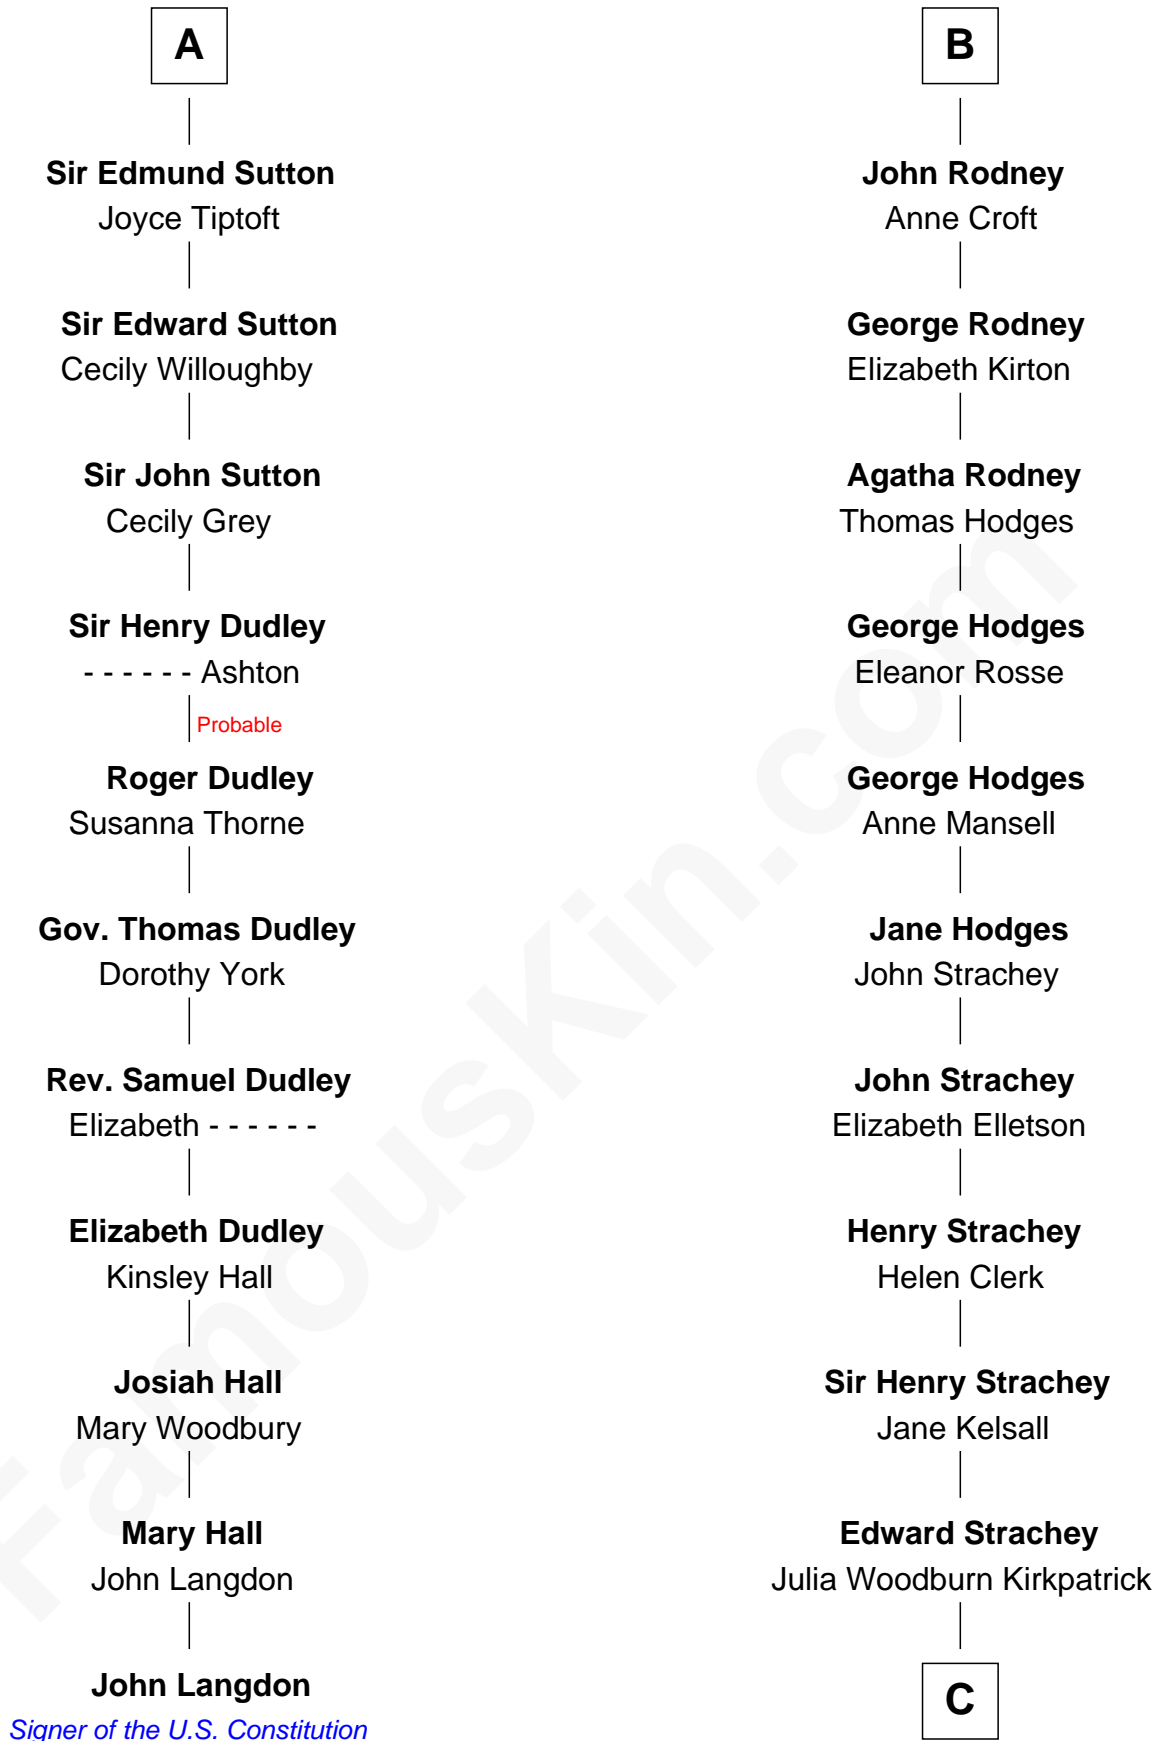 A
Sir Edmund Sutton
Joyce Tiptoft
Sir Edward Sutton
Cecily Willoughby
Sir John Sutton
Cecily Grey
Sir Henry Dudley
- - - - - - Ashton
Probable
Roger Dudley
Susanna Thorne
Gov. Thomas Dudley
Dorothy York
Rev. Samuel Dudley
Elizabeth - - - - - -
Elizabeth Dudley
Kinsley Hall
Josiah Hall
Mary Woodbury
Mary Hall
John Langdon
John Langdon
Signer of the U.S. Constitution
B
John Rodney
Anne Croft
George Rodney
Elizabeth Kirton
Agatha Rodney
Thomas Hodges
George Hodges
Eleanor Rosse
George Hodges
Anne Mansell
Jane Hodges
John Strachey
John Strachey
Elizabeth Elletson
Henry Strachey
Helen Clerk
Sir Henry Strachey
Jane Kelsall
Edward Strachey
Julia Woodburn Kirkpatrick
C
FamousKin.com